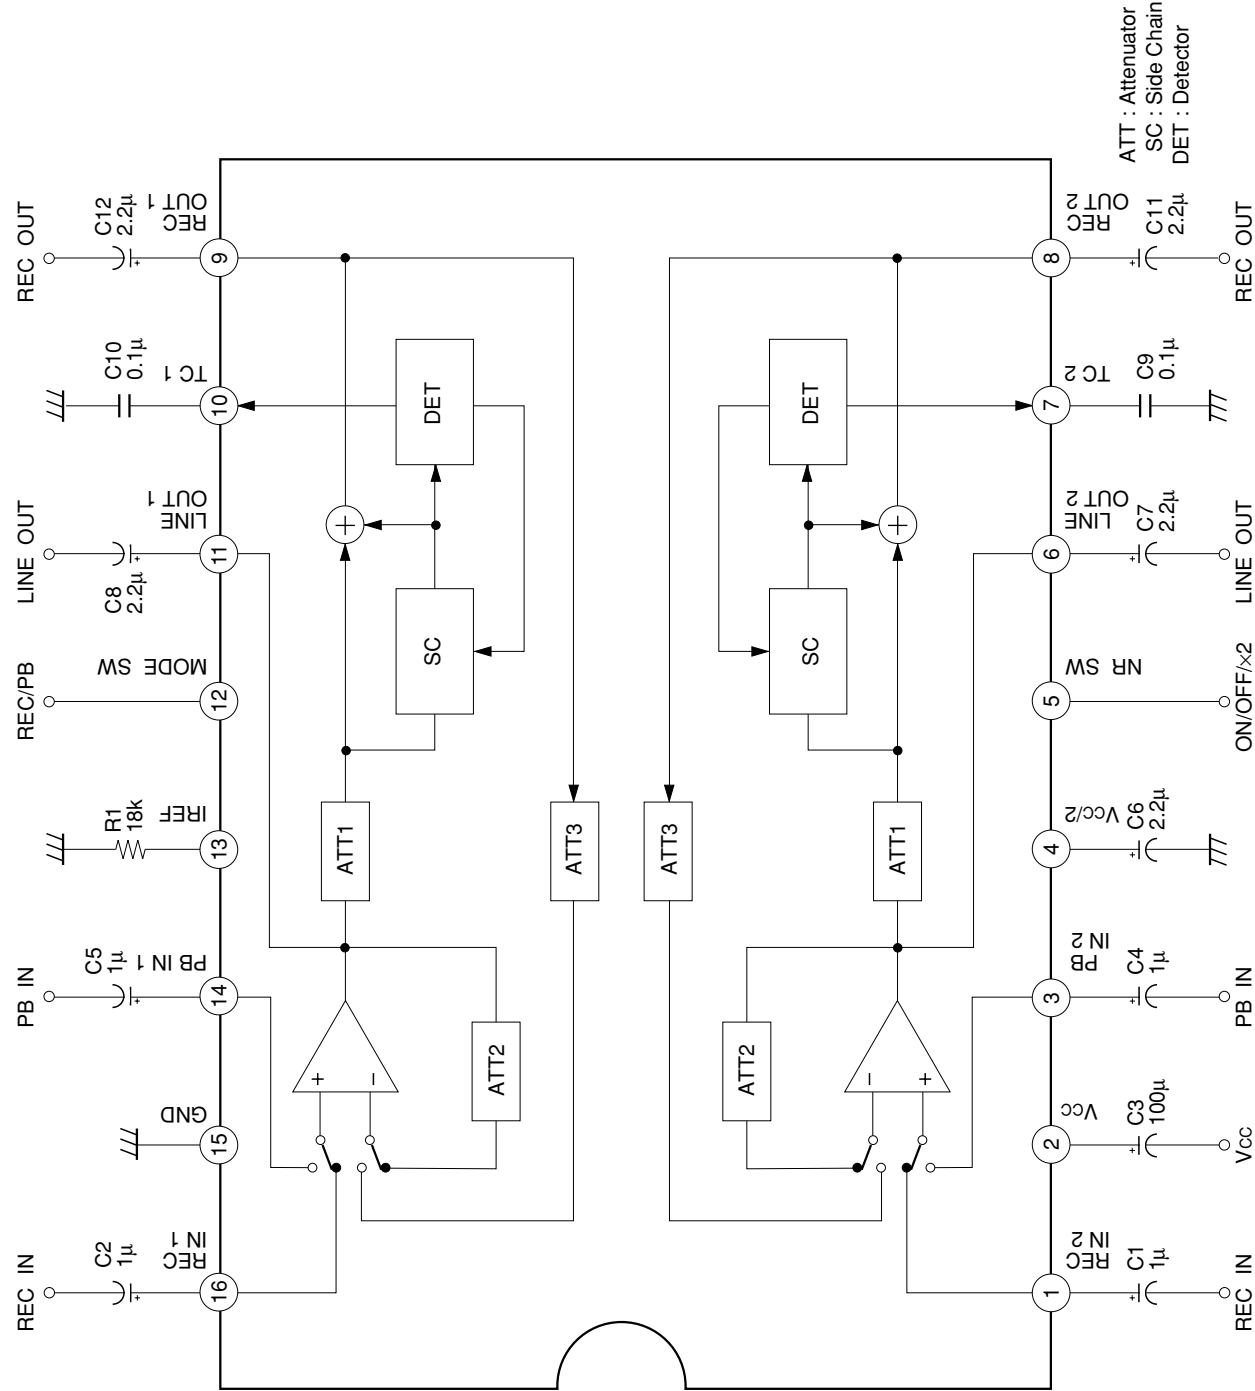 REC IN
C2
1μ
REC
IN 1
16
GND
15
PB IN
C5
1μ
PB IN 1
14
R1
18k
IREF
13
REC/PB
MODE SW
12
LINE OUT
C8
2.2μ
LINE
OUT 1
11
C10
0.1μ
TC 1
10
REC OUT
C12
2.2μ
REC
OUT 1
9
+
−
ATT2
ATT1
SC
+
DET
ATT3
ATT3
ATT2
−
+
ATT1
SC
+
DET
1
REC
IN 2
C1
1μ
REC IN
2
Vcc
C3
100μ
Vcc
3
PB
IN 2
C4
1μ
PB IN
4
Vcc/2
C6
2.2μ
5
NR SW
ON/OFF/×2
6
LINE
OUT 2
C7
2.2μ
LINE OUT
7
TC 2
C9
0.1μ
8
REC
OUT 2
C11
2.2μ
REC OUT
ATT : Attenuator
SC : Side Chain
DET : Detector